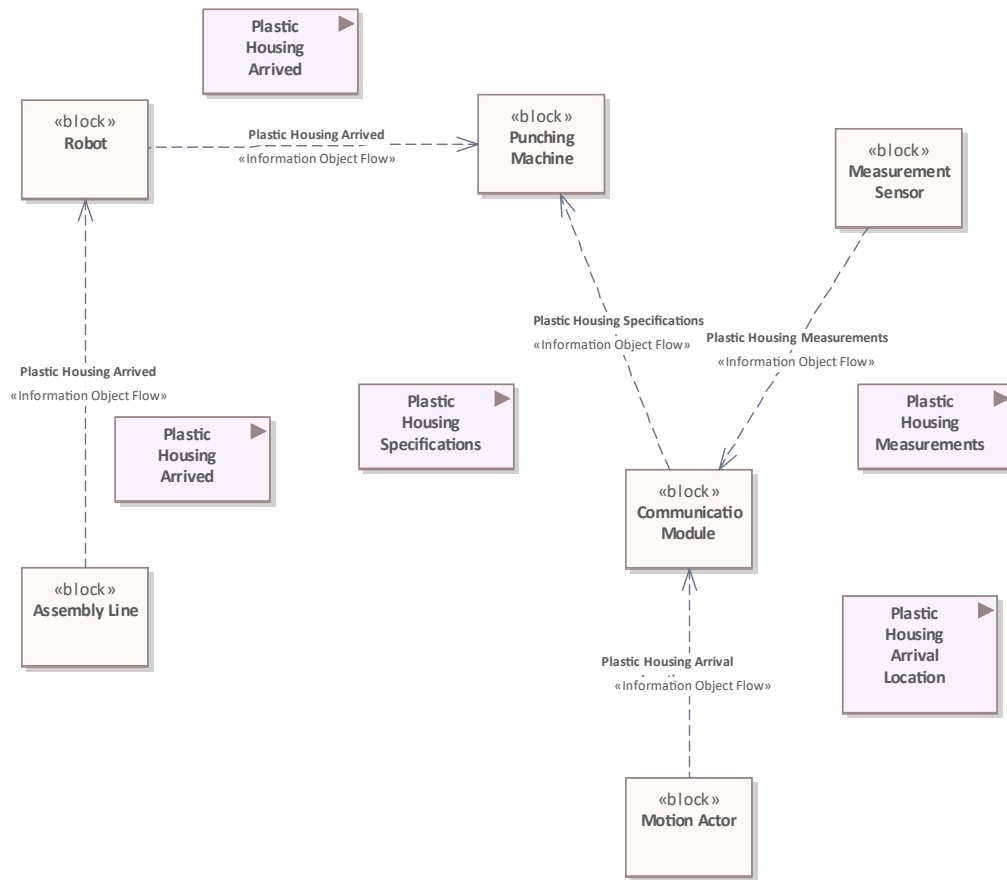 Plastic
Housing
Arrived
«block»
Robot
Plastic Housing Arrived
«Information Object Flow»
«block»
Punching
Machine
«block»
Measurement
Sensor
Plastic Housing Specifications
«Information Object Flow»
Plastic Housing Measurements
«Information Object Flow»
Plastic Housing Arrived
«Information Object Flow»
Plastic
Housing
Arrived
Plastic
Housing
Specifications
Plastic
Housing
Measurements
«block»
Communicatio
Module
«block»
Assembly Line
Plastic
Housing
Arrival
Location
Plastic Housing Arrival
«Information Object Flow»
«block»
Motion Actor